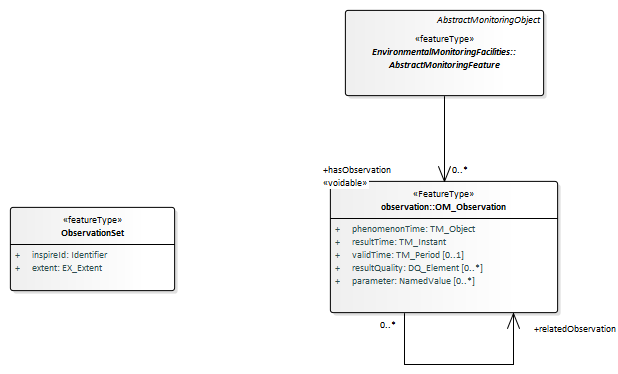 AbstractMonitoringObject
«featureType»
EnvironmentalMonitoringFacilities::
AbstractMonitoringFeature
+hasObservation
0..*
«voidable»
«FeatureType»
observation::OM_Observation
+ phenomenonTime: TM_Object
+ resultTime: TM_Instant
+ validTime: TM_Period [0..1]
+ resultQuality: DQ_Element [0..*]
+ parameter: NamedValue [0..*]
«featureType»
ObservationSet
+ inspireId: Identifier
+ extent: EX_Extent
0..*
+relatedObservation